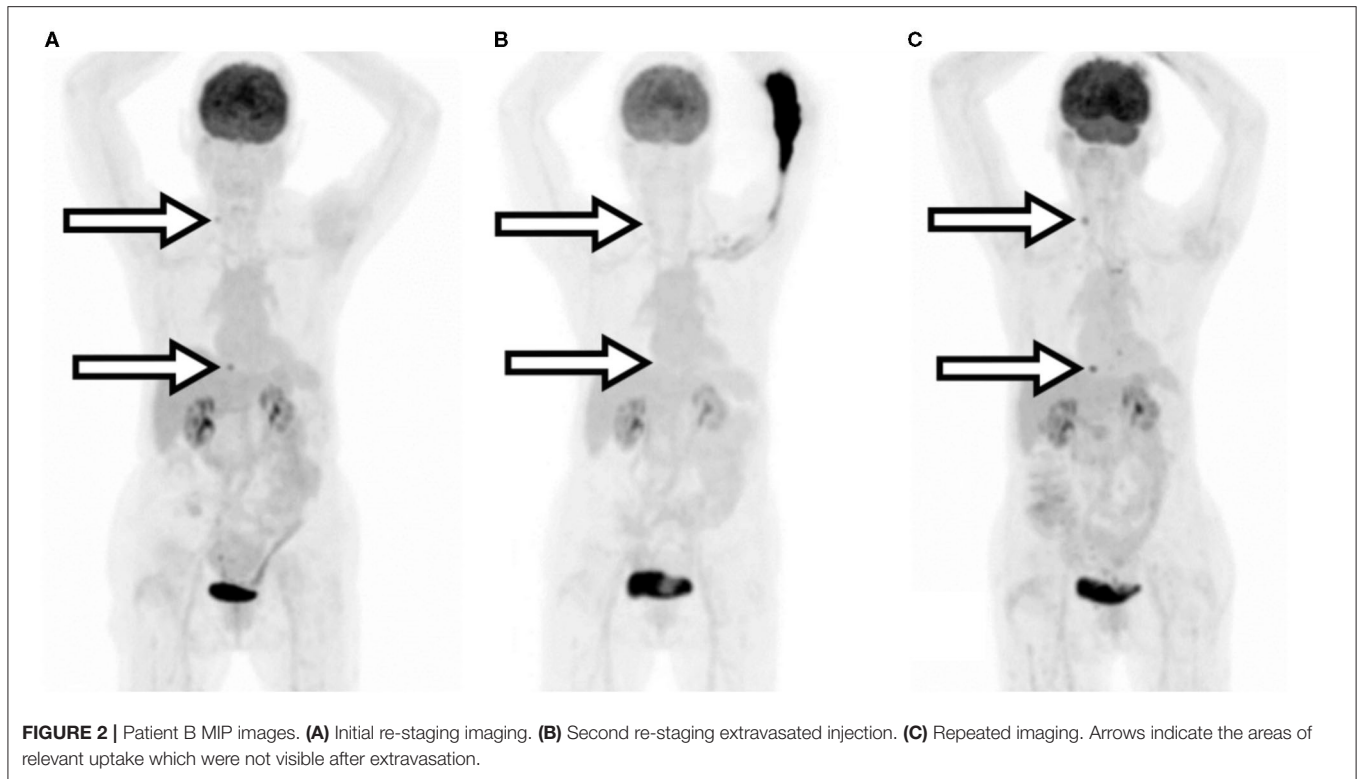 A
B
C
FIGURE 2 | Patient B MIP images. (A) Initial re-staging imaging. (B) Second re-staging extravasated injection. (C) Repeated imaging. Arrows indicate the areas of
relevant uptake which were not visible after extravasation.